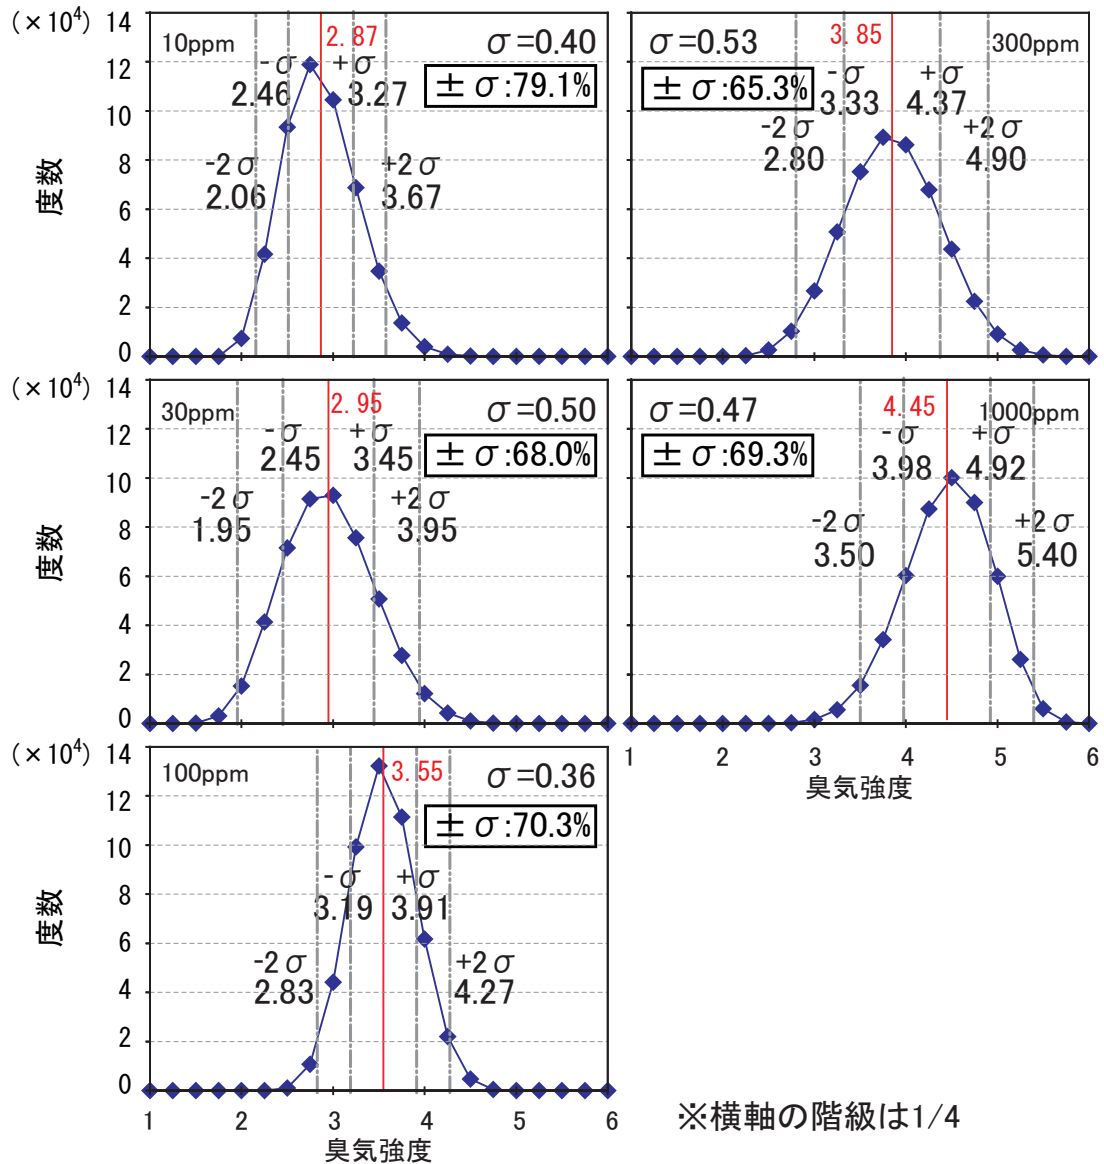 (×10⁴)
14
12
10
8
6
4
2
0
度数
10ppm
2.87
σ=0.40
±σ:79.1%
-σ
2.46
+σ
3.27
-2σ
2.06
+2σ
3.67
σ=0.53
±σ:65.3%
3.85
300ppm
-σ
3.33
+σ
4.37
-2σ
2.80
+2σ
4.90
(×10⁴)
14
12
10
8
6
4
2
0
度数
30ppm
2.95
σ=0.50
±σ:68.0%
-σ
2.45
+σ
3.45
-2σ
1.95
+2σ
3.95
σ=0.47
±σ:69.3%
4.45
1000ppm
-σ
3.98
+σ
4.92
-2σ
3.50
+2σ
5.40
1 2 3 4 5 6
臭気強度
(×10⁴)
14
12
10
8
6
4
2
0
度数
100ppm
3.55
σ=0.36
±σ:70.3%
-σ
3.19
+σ
3.91
-2σ
2.83
+2σ
4.27
1 2 3 4 5 6
臭気強度
※横軸の階級は1/4